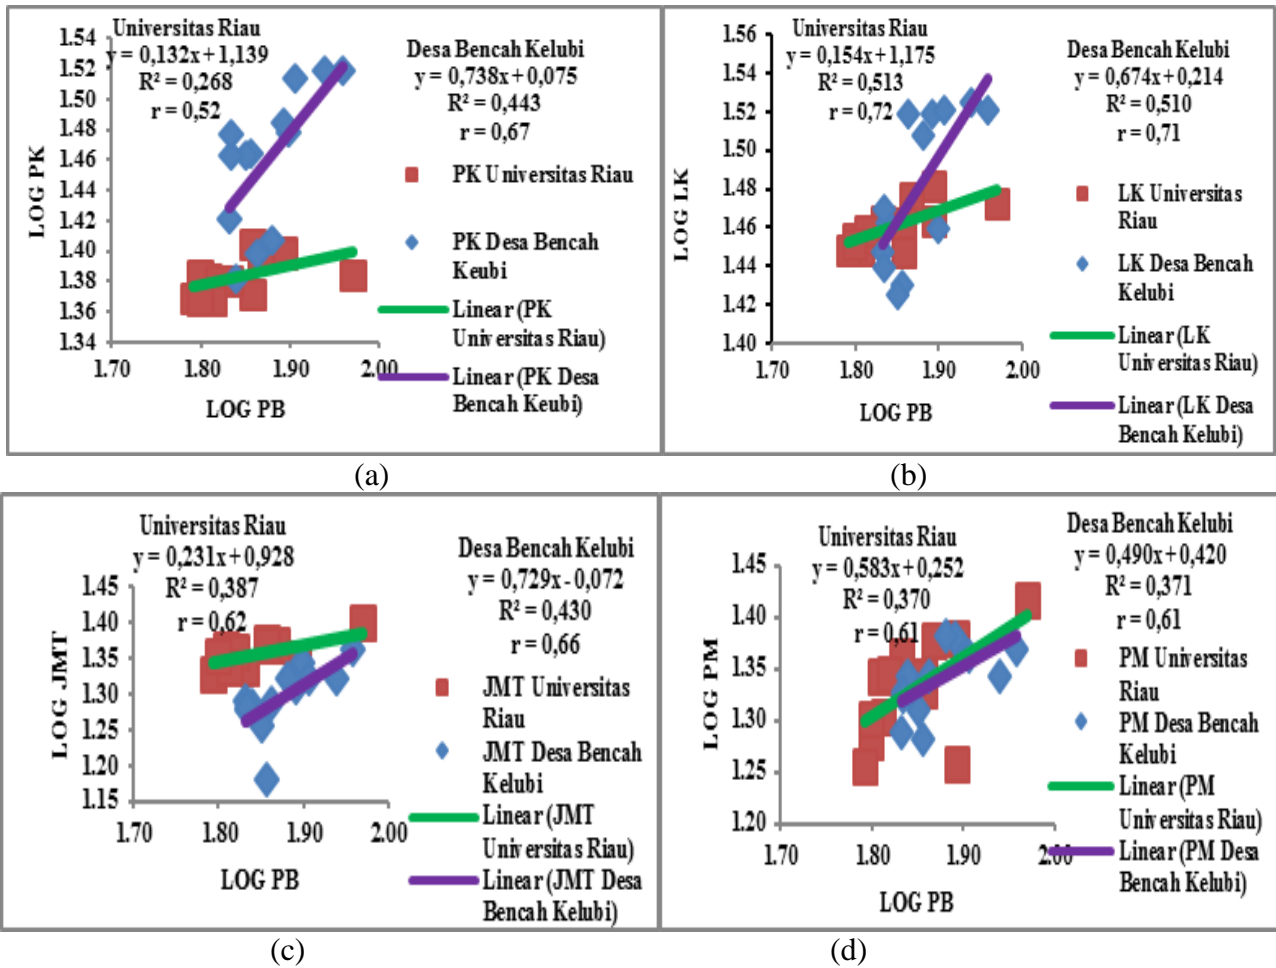 Universitas Riau
y = 0,132x + 1,139
R² = 0,268
r = 0,52
Desa Bencah Kelubi
y = 0,738x + 0,075
R² = 0,443
r = 0,67
LOG PK
1.54
1.52
1.50
1.48
1.46
1.44
1.42
1.40
1.38
1.36
1.34
1.70
1.80
1.90
2.00
LOG PB
PK Universitas Riau
PK Desa Bencah
Keubi
Linear (PK
Universitas Riau)
Linear (PK Desa
Bencah Keubi)
(a)
Universitas Riau
y = 0,154x + 1,175
R² = 0,513
r = 0,72
Desa Bencah Kelubi
y = 0,674x + 0,214
R² = 0,510
r = 0,71
LOG LK
1.56
1.54
1.52
1.50
1.48
1.46
1.44
1.42
1.40
1.70
1.80
1.90
2.00
LOG PB
LK Universitas
Riau
LK Desa Bencah
Kelubi
Linear (LK
Universitas Riau)
Linear (LK Desa
Bencah Kelubi)
(b)
Universitas Riau
y = 0,231x + 0,928
R² = 0,387
r = 0,62
Desa Bencah Kelubi
y = 0,729x - 0,072
R² = 0,430
r = 0,66
LOG JMT
1.45
1.40
1.35
1.30
1.25
1.20
1.15
1.70
1.80
1.90
2.00
LOG PB
JMT Universitas
Riau
JMT Desa Bencah
Kelubi
Linear (JMT
Universitas Riau)
Linear (JMT Desa
Bencah Kelubi)
(c)
Universitas Riau
y = 0,583x + 0,252
R² = 0,370
r = 0,61
Desa Bencah Kelubi
y = 0,490x + 0,420
R² = 0,371
r = 0,61
LOG PM
1.45
1.40
1.35
1.30
1.25
1.20
1.70
1.80
1.90
2.00
LOG PB
PM Universitas
Riau
PM Desa Bencah
Kelubi
Linear (PM
Universitas Riau)
Linear (PM Desa
Bencah Kelubi)
(d)